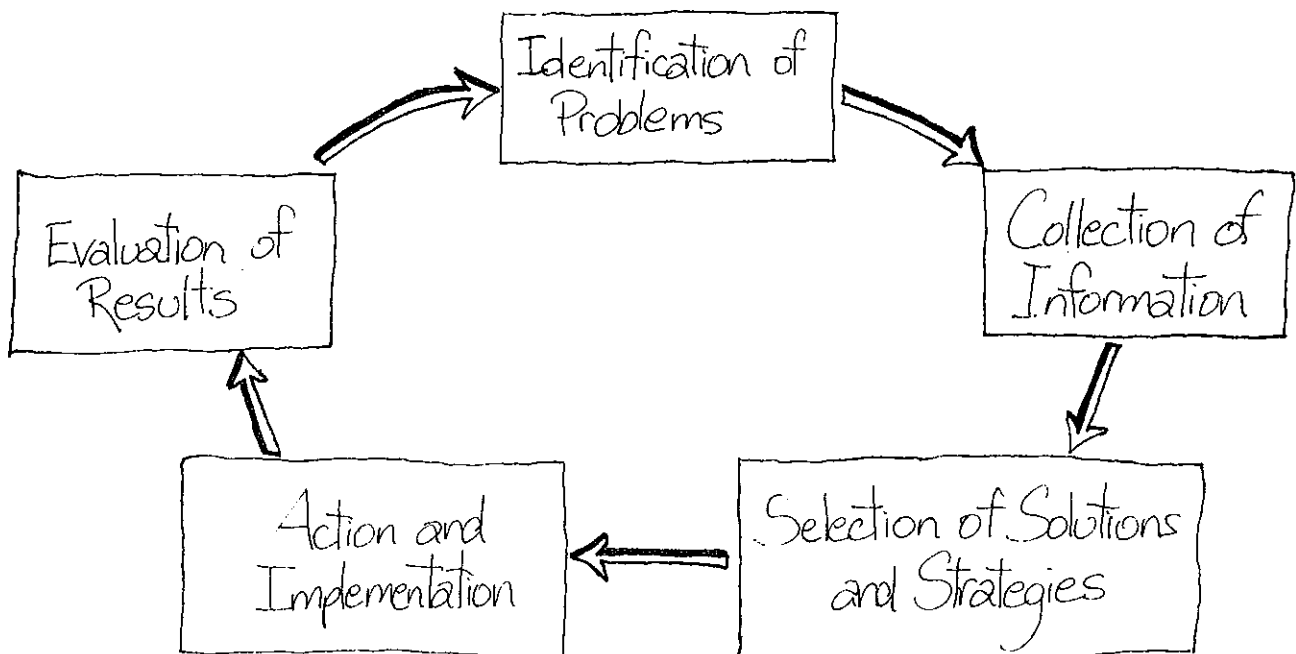 Identification of
Problems
Collection of
Information
Selection of Solutions
and Strategies
Action and
Implementation
Evaluation of
Results